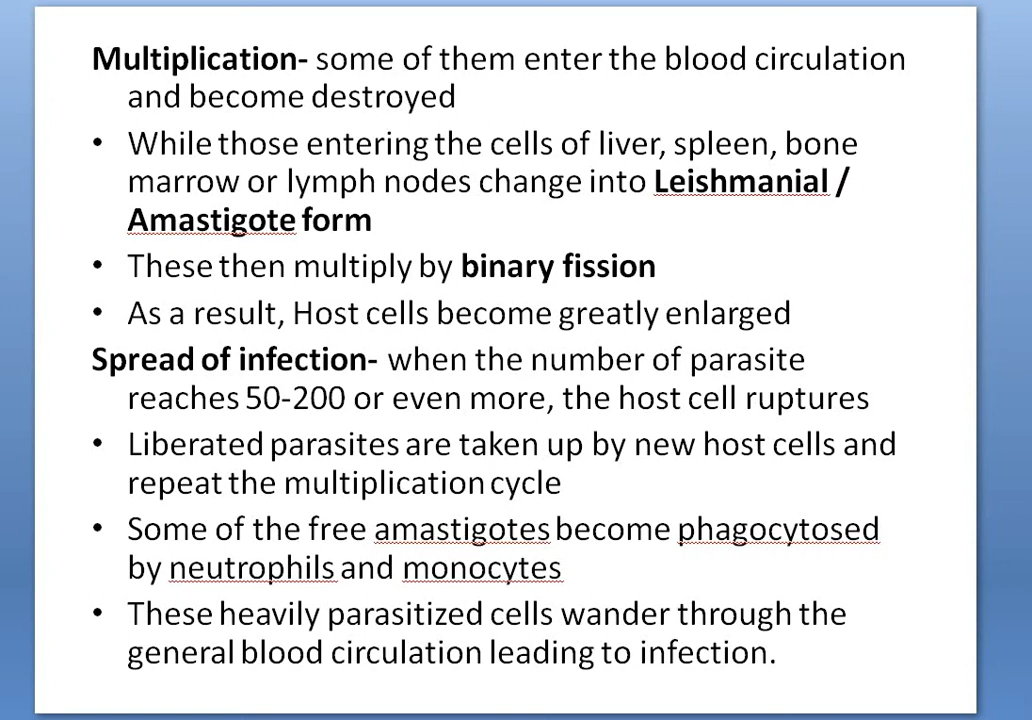 Multiplication- some of them enter the blood circulation
and become destroyed
• While those entering the cells of liver, spleen, bone
marrow or lymph nodes change into Leishmanial /
Amastigote form
• These then multiply by binary fission
• As a result, Host cells become greatly enlarged
Spread of infection- when the number of parasite
reaches 50-200 or even more, the host cell ruptures
• Liberated parasites are taken up by new host cells and
repeat the multiplication cycle
• Some of the free amastigotes become phagocytosed
by neutrophils and monocytes
• These heavily parasitized cells wander through the
general blood circulation leading to infection.